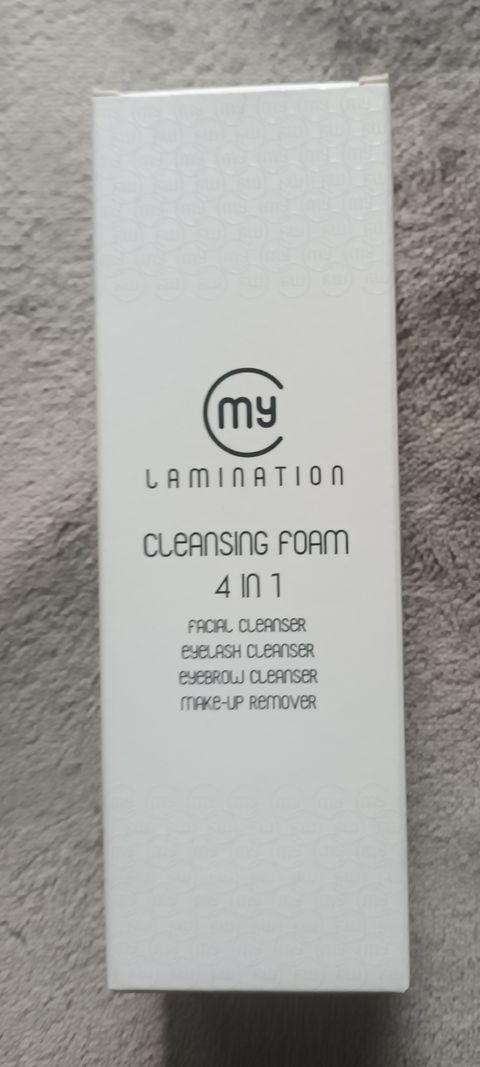 my
LAMINATION
CLEANSING FOAM
4 IN 1
FACIAL CLEANSER
EYELASH CLEANSER
EYEBROW CLEANSER
MAKE-UP REMOVER